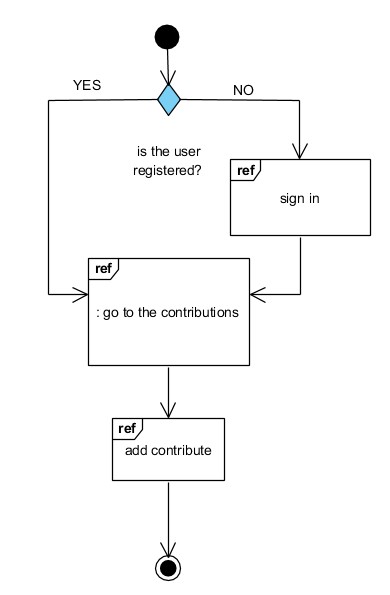 YES
NO
is the user
registered?
ref
sign in
ref
: go to the contributions
ref
add contribute